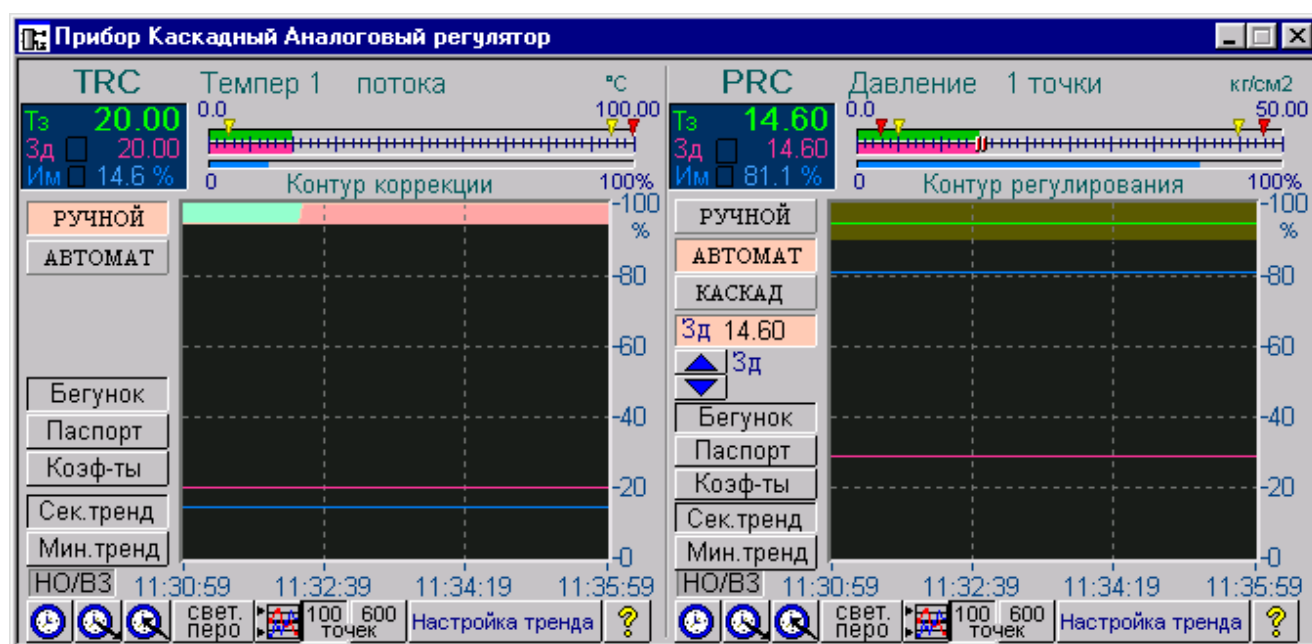 Прибор Каскадный Аналоговый регулятор
TRC Темпер 1 потока °C
Тз 20.00 0.0 100.00
Зд 20.00
Им 14.6 % 0 Контур коррекции 100%
РУЧНОЙ
АВТОМАТ
Бегунок
Паспорт
Коэф-ты
Сек.тренд
Мин.тренд
НО/ВЗ
-100
%
-80
-60
-40
-20
-0
11:30:59 11:32:39 11:34:19 11:35:59
свет. перо 100 600 точек Настройка тренда ?
PRC Давление 1 точки кг/см2
Тз 14.60 0.0 50.00
Зд 14.60
Им 81.1 % 0 Контур регулирования 100%
РУЧНОЙ
АВТОМАТ
КАСКАД
Зд 14.60
Зд
Бегунок
Паспорт
Коэф-ты
Сек.тренд
Мин.тренд
НО/ВЗ
-100
%
-80
-60
-40
-20
-0
11:30:59 11:32:39 11:34:19 11:35:59
свет. перо 100 600 точек Настройка тренда ?